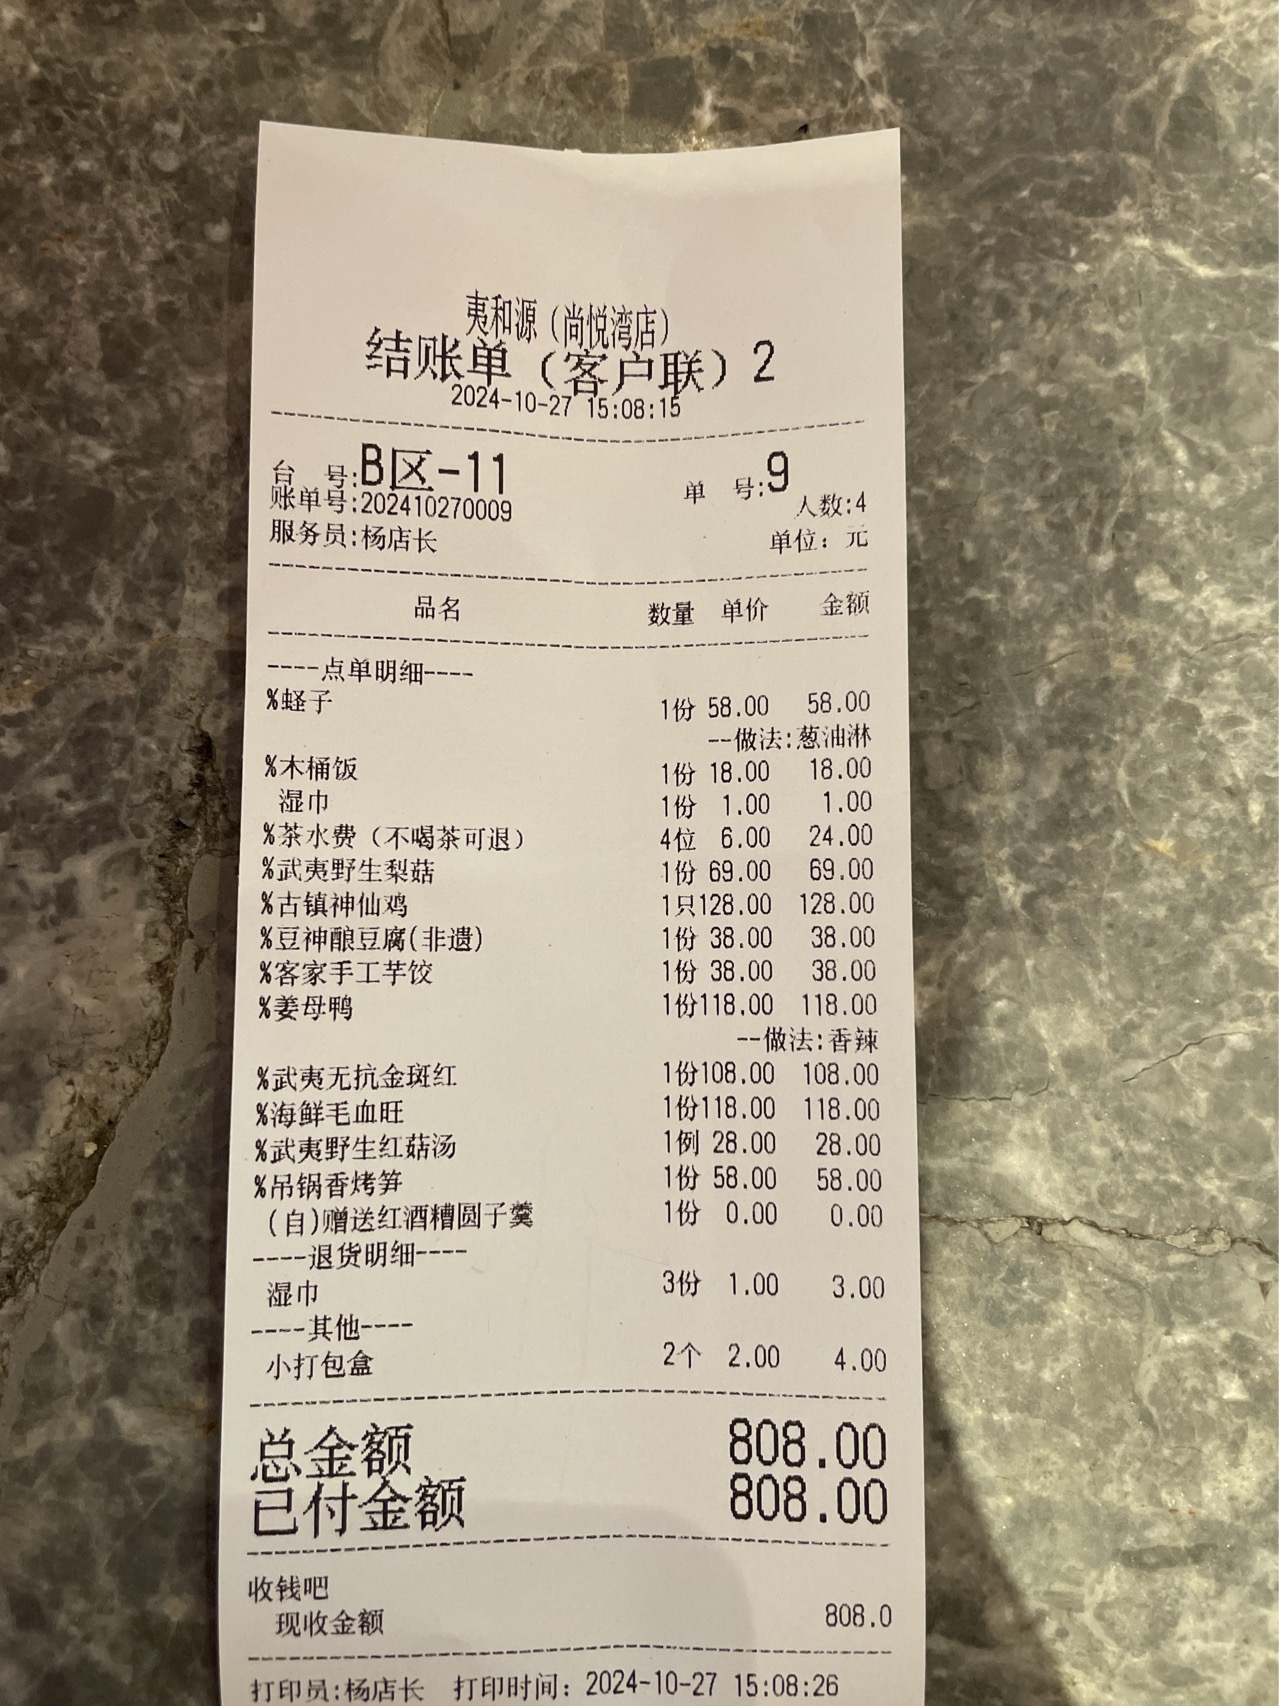 夷和源（尚悦湾店）
结账单（客户联）2
2024-10-27 15:08:15
台 号:B区-11 单 号:9
账单号:202410270009 人数:4
服务员:杨店长 单位：元
品名 数量 单价 金额
----点单明细----
%蛏子 1份 58.00 58.00
--做法:葱油淋
%木桶饭 1份 18.00 18.00
湿巾 1份 1.00 1.00
%茶水费（不喝茶可退） 4位 6.00 24.00
%武夷野生梨菇 1份 69.00 69.00
%古镇神仙鸡 1只128.00 128.00
%豆神酿豆腐(非遗) 1份 38.00 38.00
%客家手工芋饺 1份 38.00 38.00
%姜母鸭 1份118.00 118.00
--做法:香辣
%武夷无抗金斑红 1份108.00 108.00
%海鲜毛血旺 1份118.00 118.00
%武夷野生红菇汤 1例 28.00 28.00
%吊锅香烤笋 1份 58.00 58.00
(自)赠送红酒糟圆子羹 1份 0.00 0.00
----退货明细----
湿巾 3份 1.00 3.00
----其他----
小打包盒 2个 2.00 4.00
总金额 808.00
已付金额 808.00
收钱吧
现收金额 808.0
打印员:杨店长 打印时间：2024-10-27 15:08:26